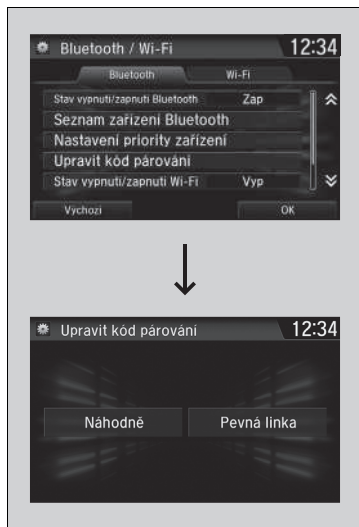 Bluetooth / Wi-Fi 12:34
Bluetooth Wi-Fi
Stav vypnutí/zapnutí Bluetooth Zap
Seznam zařízení Bluetooth
Nastavení priority zařízení
Upravit kód párování
Stav vypnutí/zapnutí Wi-Fi Vyp
Výchozí OK
Upravit kód párování 12:34
Náhodně Pevná linka